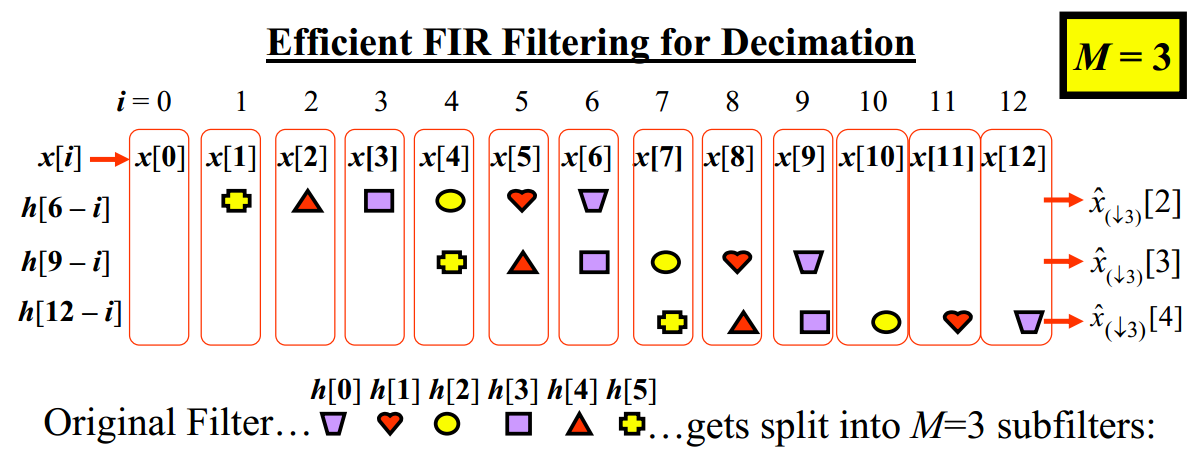 Efficient FIR Filtering for Decimation
M = 3
i = 0 1 2 3 4 5 6 7 8 9 10 11 12
x[i] x[0] x[1] x[2] x[3] x[4] x[5] x[6] x[7] x[8] x[9] x[10] x[11] x[12]
h[6 – i] x̂(↓3)[2]
h[9 – i] x̂(↓3)[3]
h[12 – i] x̂(↓3)[4]
h[0] h[1] h[2] h[3] h[4] h[5]
Original Filter… …gets split into M=3 subfilters: